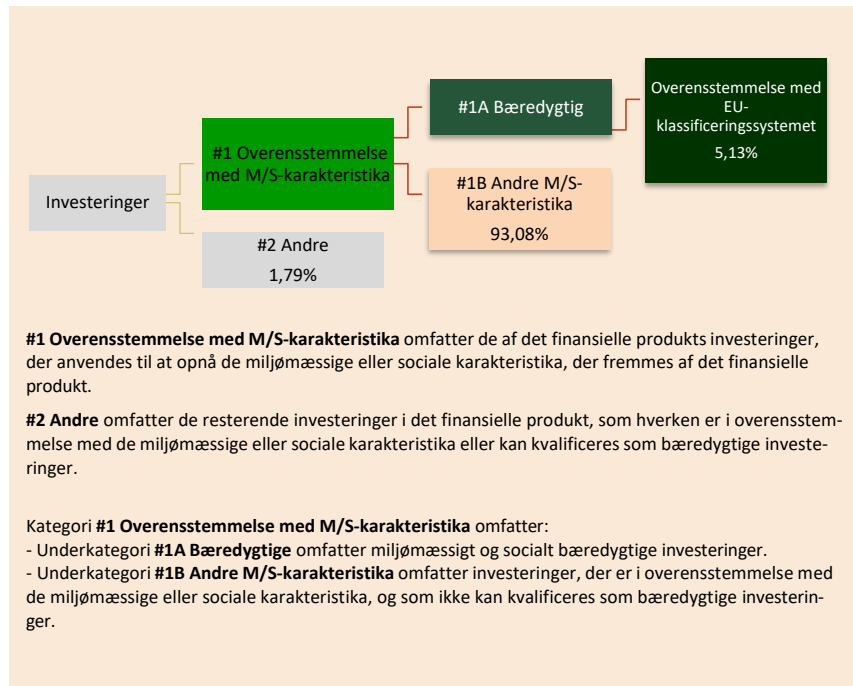 Investeringer
#1 Overensstemmelse
med M/S-karakteristika
#2 Andre
1,79%
#1A Bæredygtig
#1B Andre M/S-
karakteristika
93,08%
Overensstemmelse med
EU-
klassificeringssystemet
5,13%
#1 Overensstemmelse med M/S-karakteristika omfatter de af det finansielle produkts investeringer,
der anvendes til at opnå de miljømæssige eller sociale karakteristika, der fremmes af det finansielle
produkt.
#2 Andre omfatter de resterende investeringer i det finansielle produkt, som hverken er i overensstem-
melse med de miljømæssige eller sociale karakteristika eller kan kvalificeres som bæredygtige investe-
ringer.
Kategori #1 Overensstemmelse med M/S-karakteristika omfatter:
- Underkategori #1A Bæredygtige omfatter miljømæssigt og socialt bæredygtige investeringer.
- Underkategori #1B Andre M/S-karakteristika omfatter investeringer, der er i overensstemmelse med
de miljømæssige eller sociale karakteristika, og som ikke kan kvalificeres som bæredygtige investerin-
ger.